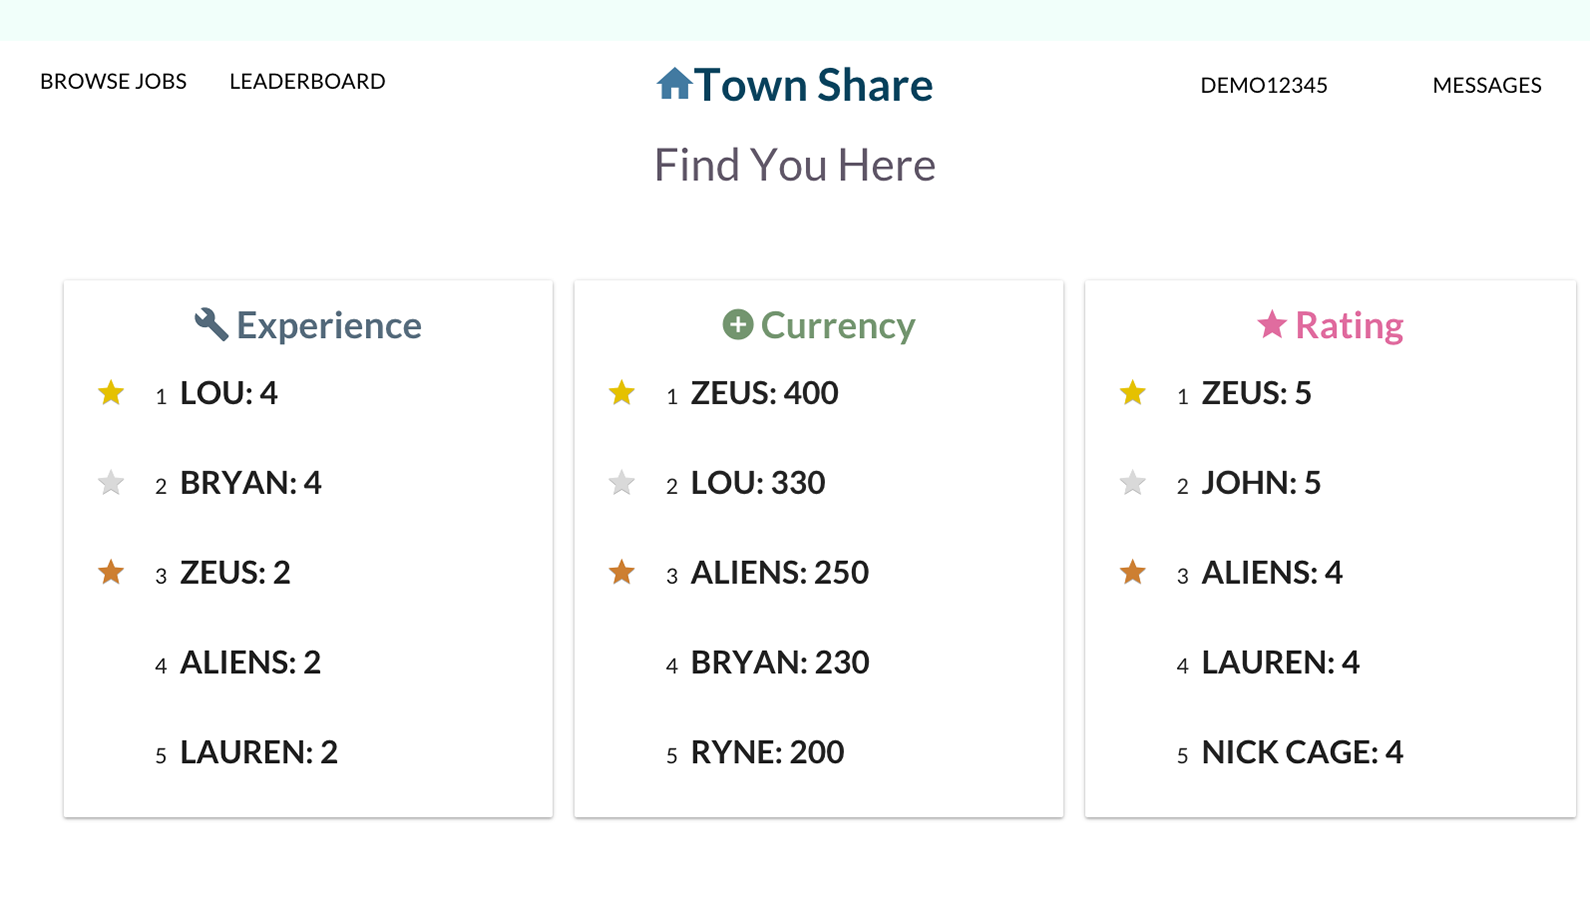 BROWSE JOBS
LEADERBOARD
Town Share
DEMO12345
MESSAGES
Find You Here
Experience
1 LOU: 4
2 BRYAN: 4
3 ZEUS: 2
4 ALIENS: 2
5 LAUREN: 2
Currency
1 ZEUS: 400
2 LOU: 330
3 ALIENS: 250
4 BRYAN: 230
5 RYNE: 200
Rating
1 ZEUS: 5
2 JOHN: 5
3 ALIENS: 4
4 LAUREN: 4
5 NICK CAGE: 4